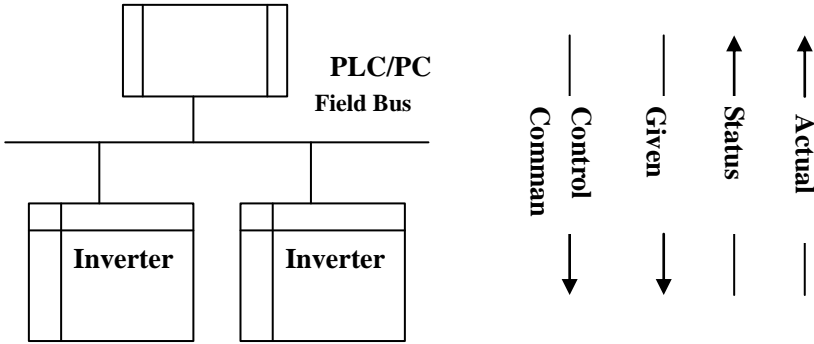 PLC/PC
Field Bus
Inverter
Inverter
Control
Comman
Given
Status
Actual